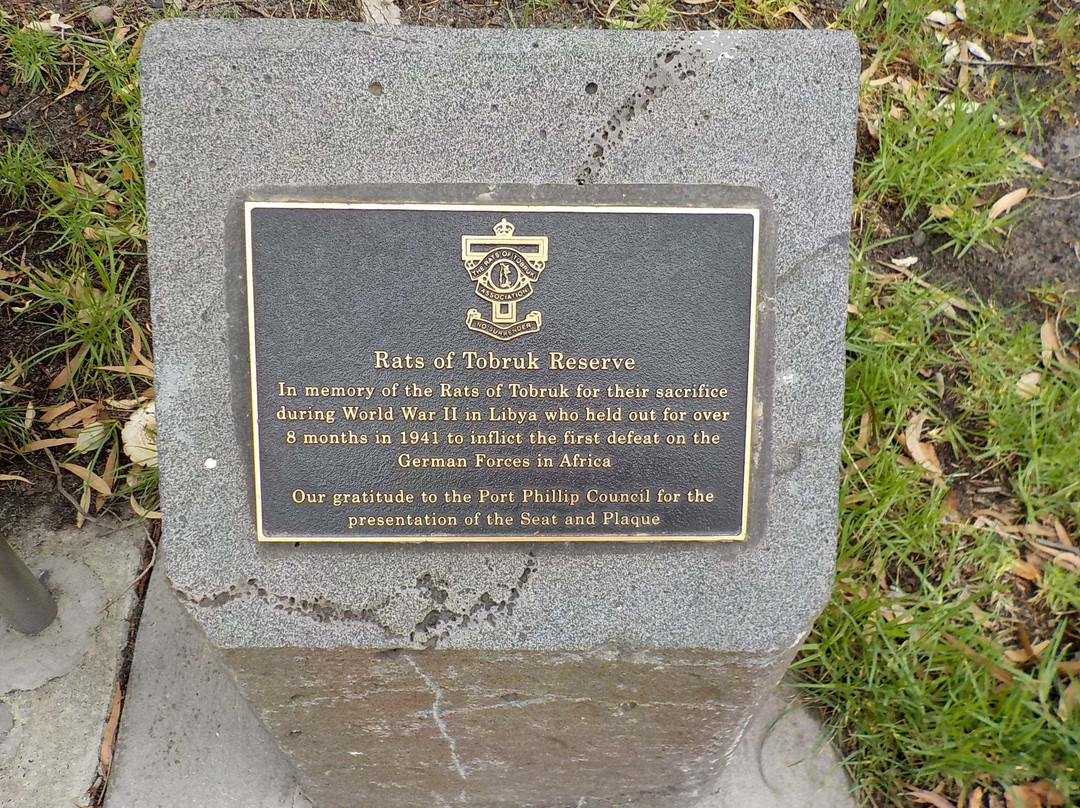 THE RATS OF TOBRUK
ASSOCIATION
NO SURRENDER
Rats of Tobruk Reserve
In memory of the Rats of Tobruk for their sacrifice
during World War II in Libya who held out for over
8 months in 1941 to inflict the first defeat on the
German Forces in Africa
Our gratitude to the Port Phillip Council for the
presentation of the Seat and Plaque